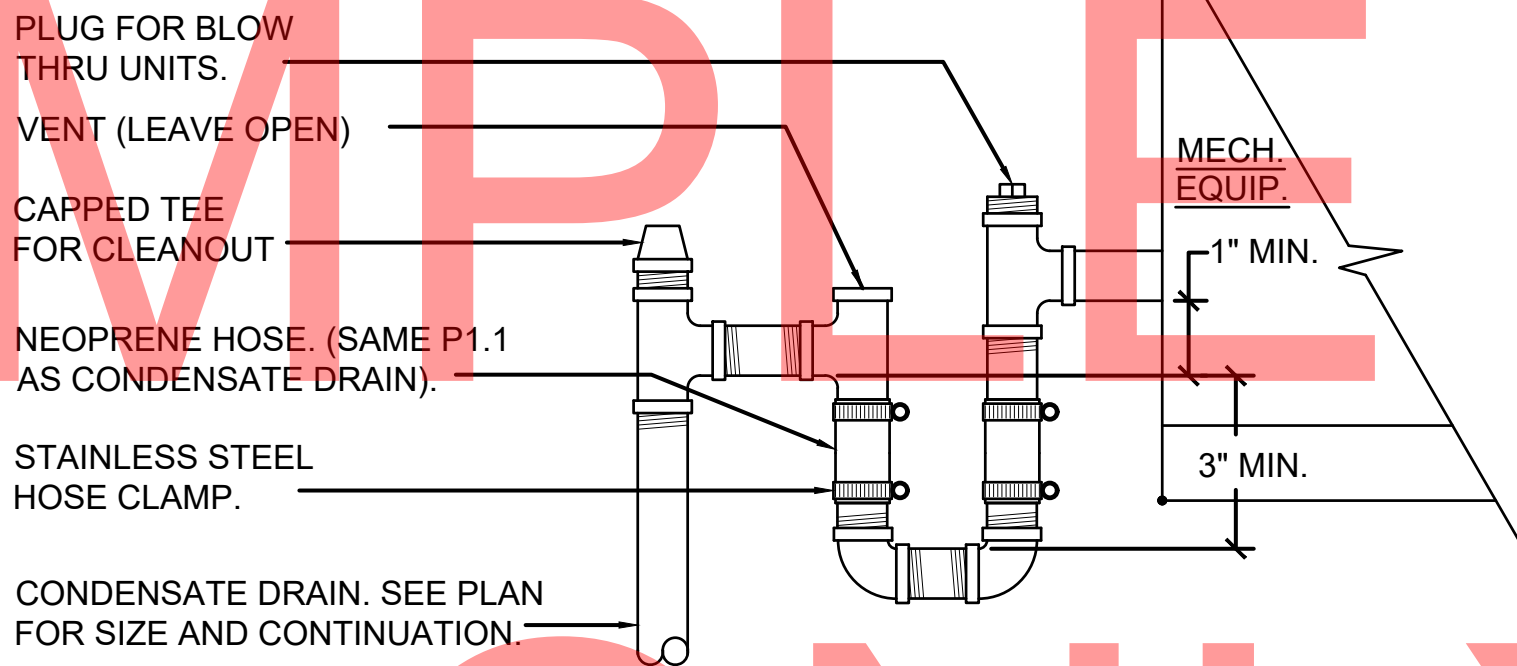 PLUG FOR BLOW
THRU UNITS.
VENT (LEAVE OPEN)
CAPPED TEE
FOR CLEANOUT
NEOPRENE HOSE. (SAME P1.1
AS CONDENSATE DRAIN).
STAINLESS STEEL
HOSE CLAMP.
CONDENSATE DRAIN. SEE PLAN
FOR SIZE AND CONTINUATION.
MECH.
EQUIP.
1" MIN.
3" MIN.
MPLE